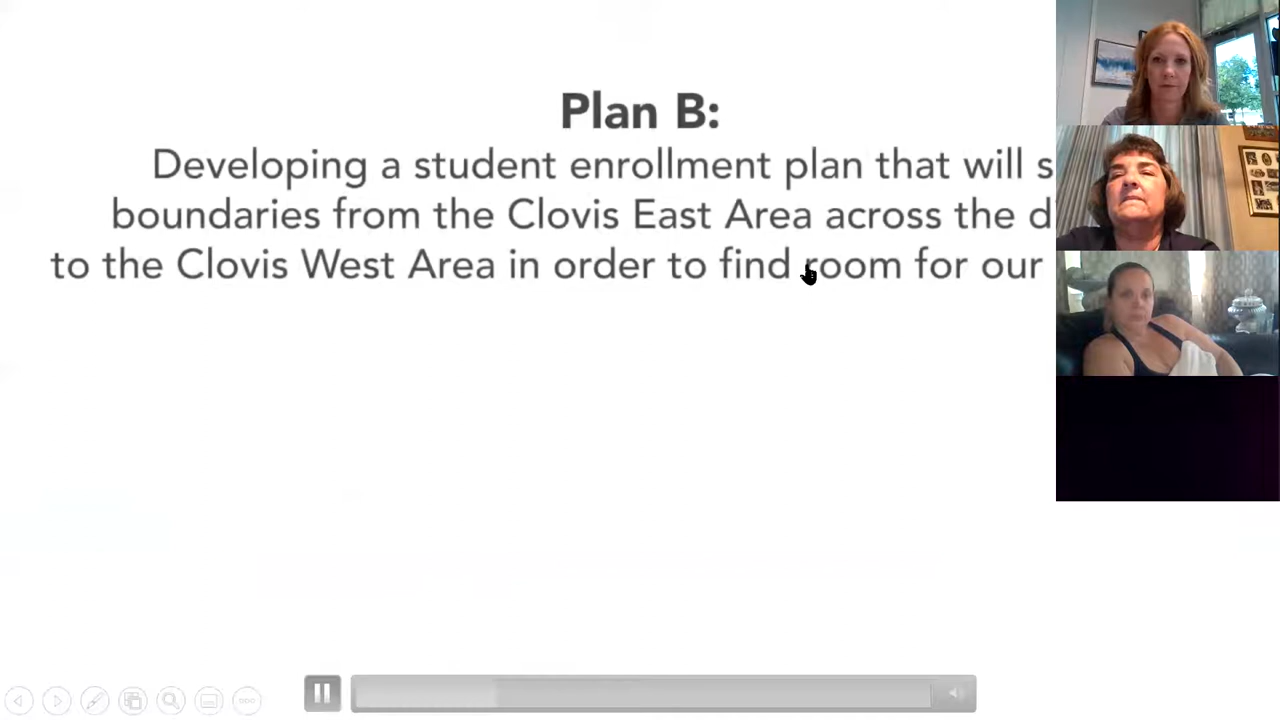 Plan B:
Developing a student enrollment plan that will
boundaries from the Clovis East Area across the
to the Clovis West Area in order to find room for our